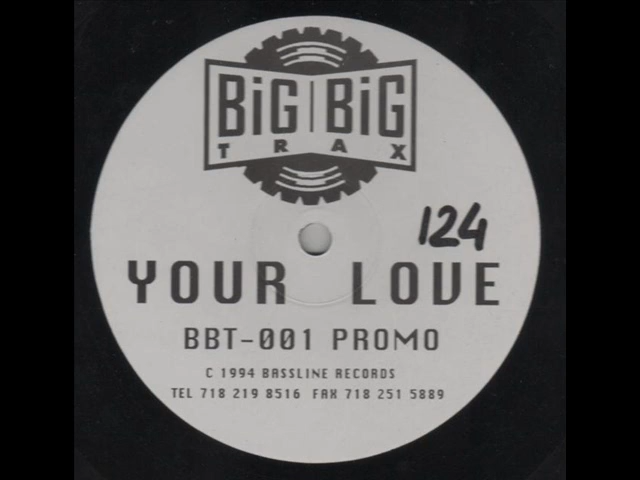 BiG BiG
TRAX
124
YOUR LOVE
BBT-001 PROMO
C 1994 BASSLINE RECORDS
TEL 718 219 8516 FAX 718 251 5889